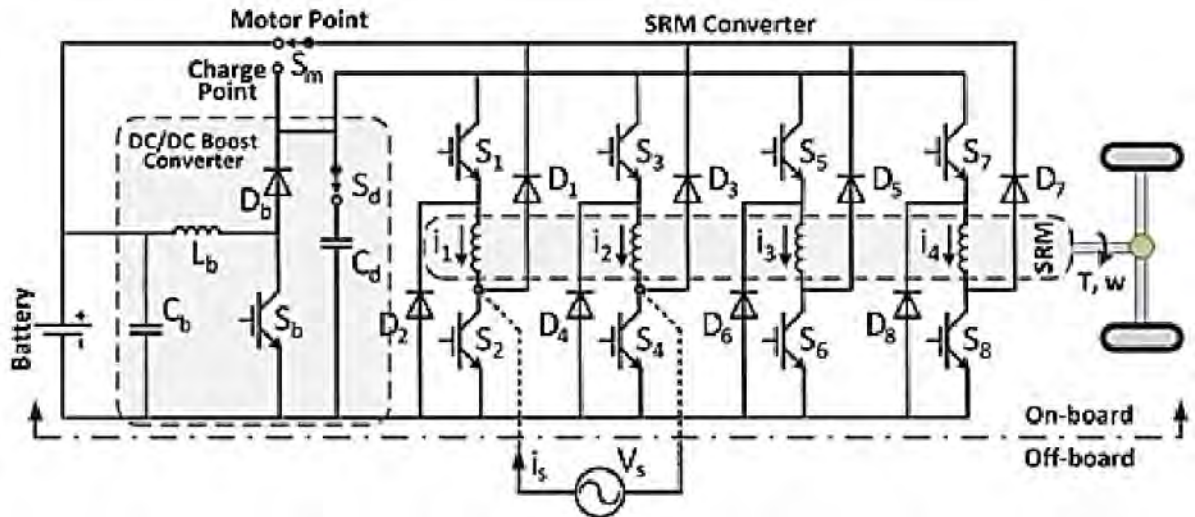 Motor Point
SRM Converter
Charge
Point
Sm
DC/DC Boost
Converter
Db
Sd
Lb
Cd
Cb
Sb
Battery
+
-
S1
D1
S3
D3
S5
D5
S7
D7
i1
i2
i3
i4
SRM
T, w
D2
S2
D4
S4
D6
S6
D8
S8
On-board
Off-board
is
Vs